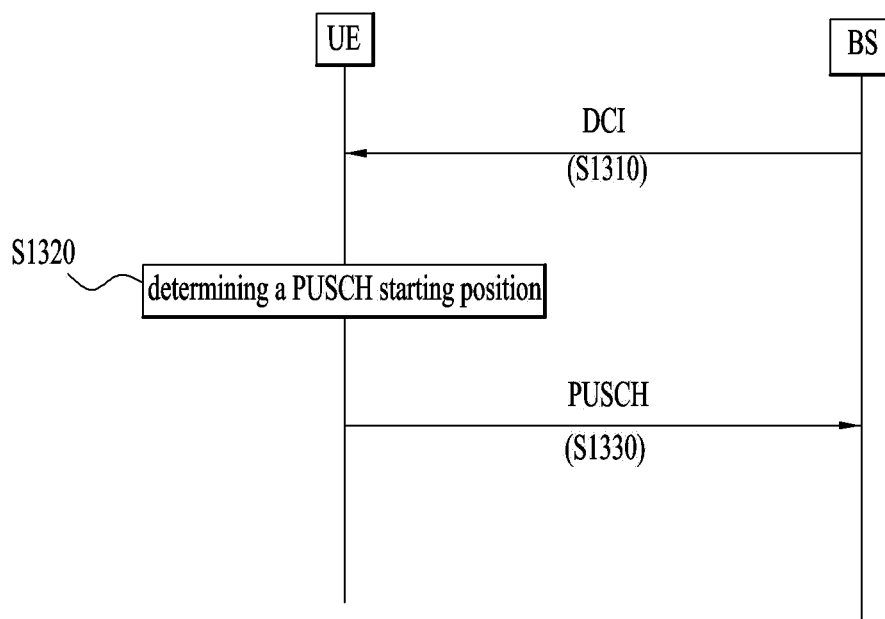 UE
BS
DCI
(S1310)
S1320
determining a PUSCH starting position
PUSCH
(S1330)